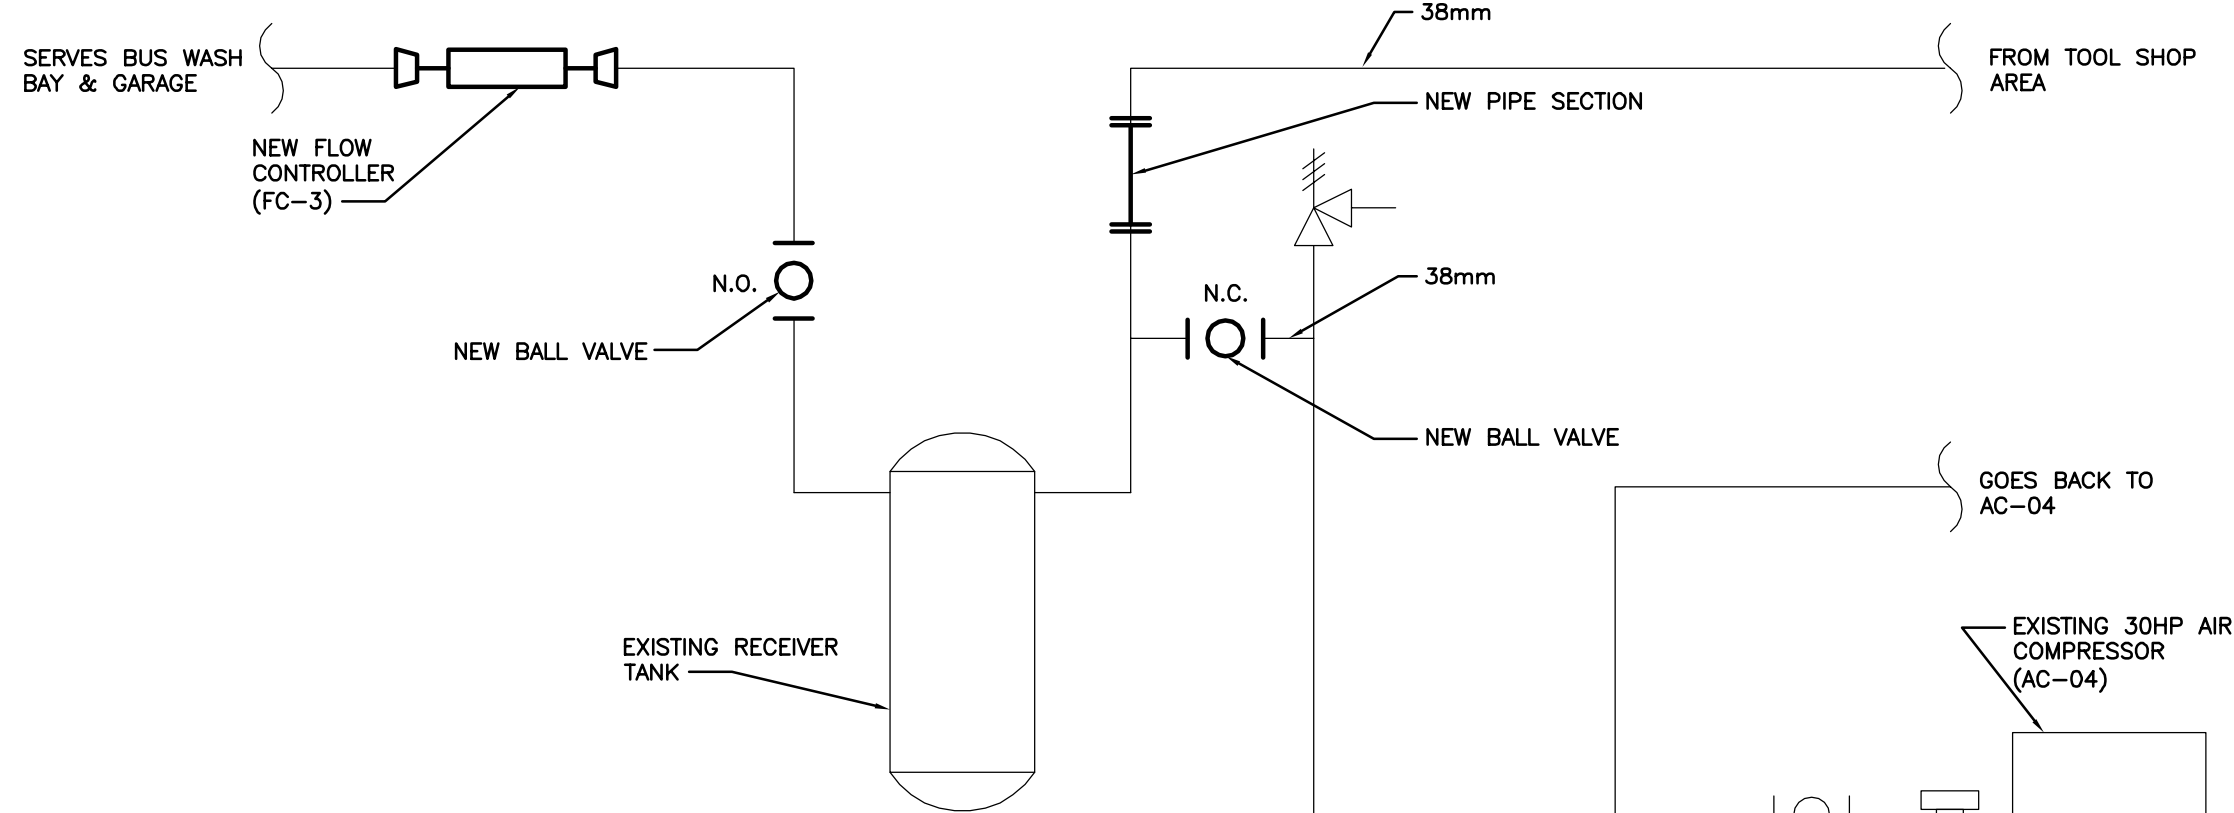 38mm
SERVES BUS WASH
BAY & GARAGE
FROM TOOL SHOP
AREA
NEW PIPE SECTION
NEW FLOW
CONTROLLER
(FC-3)
N.O.
38mm
N.C.
NEW BALL VALVE
NEW BALL VALVE
GOES BACK TO
AC-04
EXISTING RECEIVER
TANK
EXISTING 30HP AIR
COMPRESSOR
(AC-04)